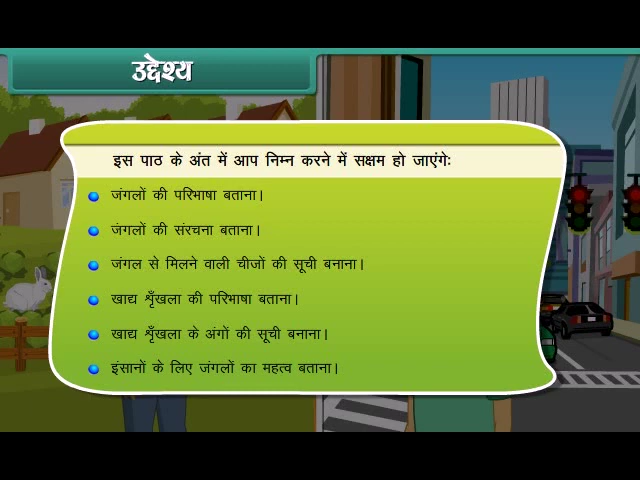 उद्देश्य
इस पाठ के अंत में आप निम्न करने में सक्षम हो जाएंगे:
जंगलों की परिभाषा बताना।
जंगलों की संरचना बताना।
जंगल से मिलने वाली चीजों की सूची बनाना।
खाद्य शृँखला की परिभाषा बताना।
खाद्य शृँखला के अंगों की सूची बनाना।
इंसानों के लिए जंगलों का महत्व बताना।